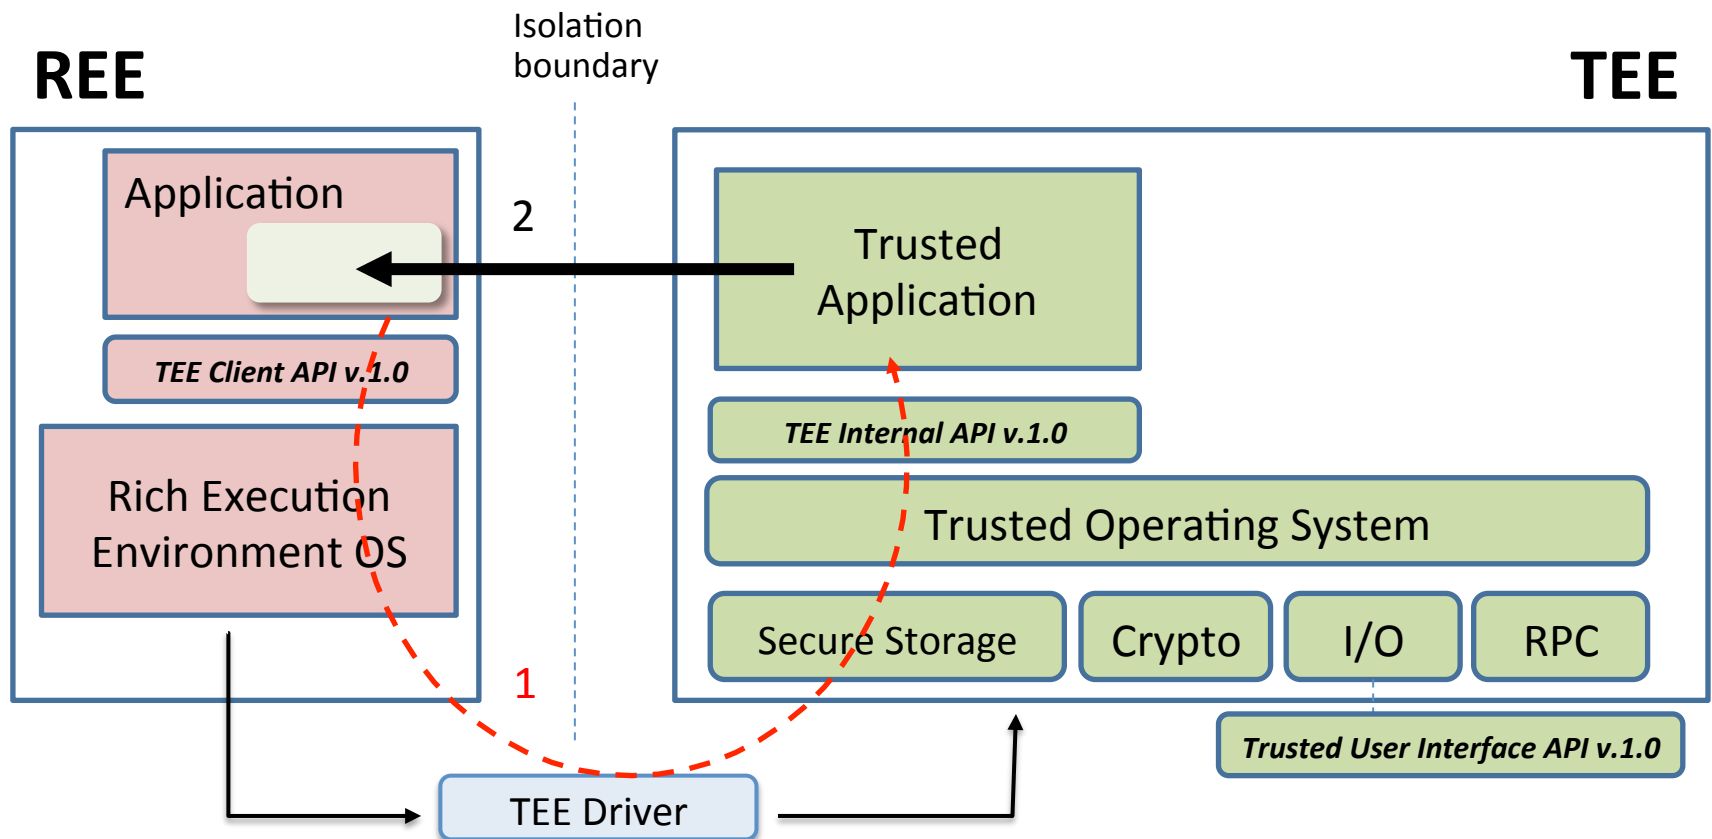 Isolation
boundary
REE
TEE
Application
2
Trusted
Application
TEE Client API v.1.0
TEE Internal API v.1.0
Rich Execution
Environment OS
Trusted Operating System
Secure Storage
Crypto
I/O
RPC
1
Trusted User Interface API v.1.0
TEE Driver